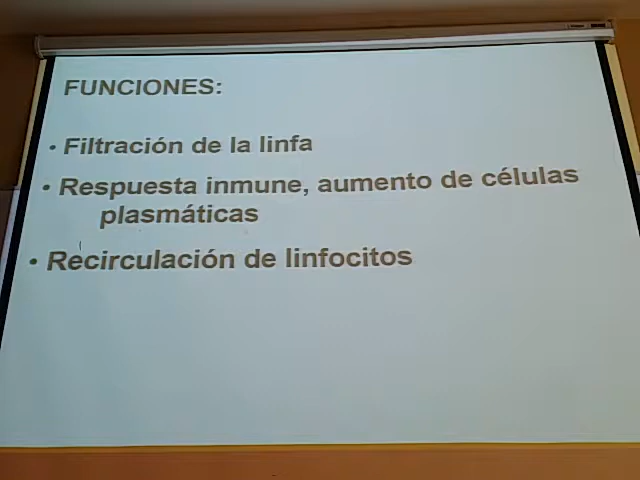 FUNCIONES:
• Filtración de la linfa
• Respuesta inmune, aumento de células
plasmáticas
• Recirculación de linfocitos